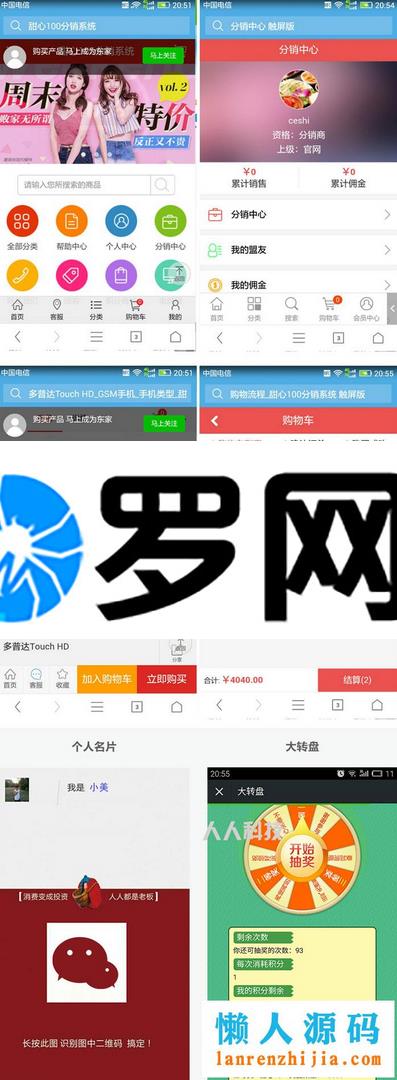 中国电信
20:51
甜心100分销系统
购买产品 马上成为东家
马上关注
周末
特价
vol.2
败家无所谓
反正又不贵
请输入您所搜索的商品
全部分类
帮助中心
个人中心
分销中心
首页
客服
分类
购物车
0
我的
3
中国电信
20:54
甜心100分销系统 触屏版
分销中心
ceshi
资格：分销商
上级：官网
￥0
累计销售
￥0
累计佣金
分销中心
我的盟友
我的佣金
首页
分类
搜索
购物车
0
会员中心
3
中国电信
20:51
多普达Touch HD_GSM手机_手机类型_甜
购买产品 马上成为东家
马上关注
中国电信
20:55
购物流程_甜心100分销系统 触屏版
购物车
罗网
多普达Touch HD
分享
首页
客服
收藏
加入购物车
立即购买
3
合计: ￥4040.00
结算(2)
3
个人名片
我是 小美
【消费变成投资
人人都是老板】
长按此图 识别图中二维码 搞定！
大转盘
20:55
11
大转盘
人人科技
开始
抽奖
剩余次数
你还可抽奖的次数：93
每次消耗积分
1
我的积分剩余
懒人源码
lanrenzhijia.com